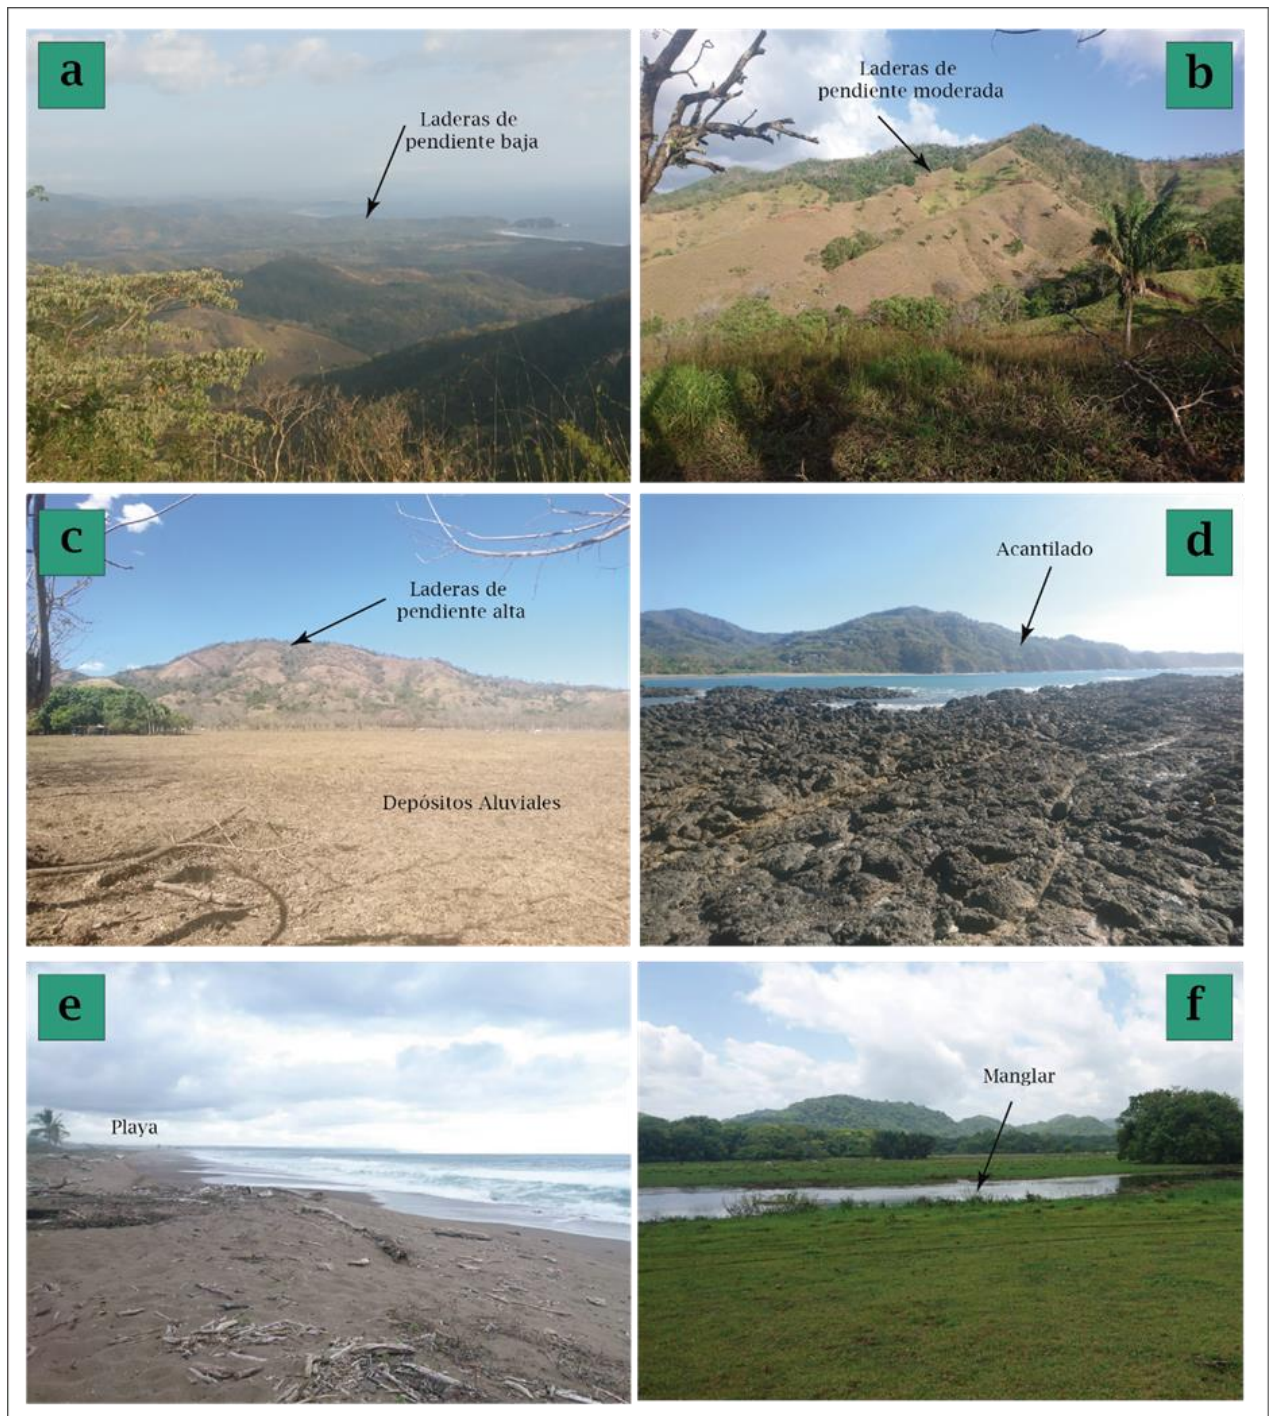 a
Laderas de
pendiente baja
b
Laderas de
pendiente moderada
c
Laderas de
pendiente alta
Depósitos Aluviales
d
Acantilado
e
Playa
f
Manglar